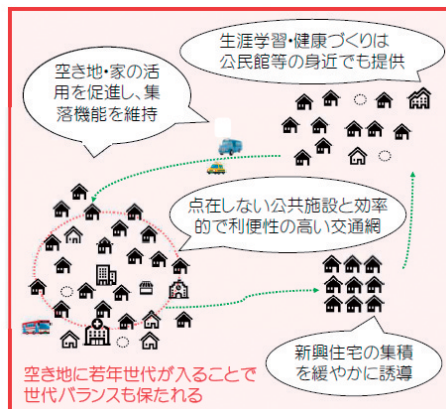 生涯学習・健康づくりは
公民館等の身近でも提供
空き地・家の活
用を促進し、集
落機能を維持
点在しない公共施設と効率
的で利便性の高い交通網
新興住宅の集積
を緩やかに誘導
空き地に若年世代が入ることで
世代バランスも保たれる